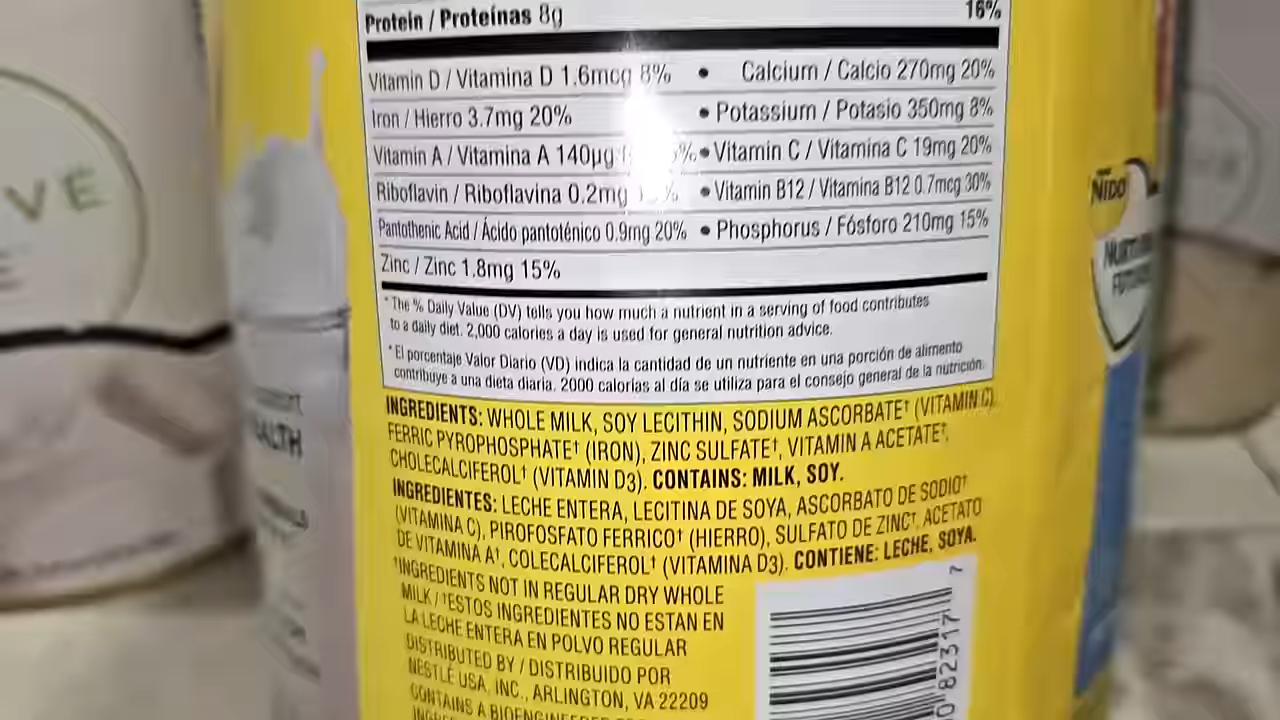 Protein / Proteínas 8g 16%
Vitamin D / Vitamina D 1.6mcg 8% • Calcium / Calcio 270mg 20%
Iron / Hierro 3.7mg 20% • Potassium / Potasio 350mg 8%
Vitamin A / Vitamina A 140µg • Vitamin C / Vitamina C 19mg 20%
Riboflavin / Riboflavina 0.2mg • Vitamin B12 / Vitamina B12 0.7mcg 30%
Pantothenic Acid / Ácido pantoténico 0.9mg 20% • Phosphorus / Fósforo 210mg 15%
Zinc / Zinc 1.8mg 15%
*The % Daily Value (DV) tells you how much a nutrient in a serving of food contributes
to a daily diet. 2,000 calories a day is used for general nutrition advice.
*El porcentaje Valor Diario (VD) indica la cantidad de un nutriente en una porción de alimento
contribuye a una dieta diaria. 2000 calorías al día se utiliza para el consejo general de la nutrición.
INGREDIENTS: WHOLE MILK, SOY LECITHIN, SODIUM ASCORBATE† (VITAMIN C),
FERRIC PYROPHOSPHATE† (IRON), ZINC SULFATE†, VITAMIN A ACETATE†,
CHOLECALCIFEROL† (VITAMIN D3). CONTAINS: MILK, SOY.
INGREDIENTES: LECHE ENTERA, LECITINA DE SOYA, ASCORBATO DE SODIO†
(VITAMINA C), PIROFOSFATO FERRICO† (HIERRO), SULFATO DE ZINC†, ACETATO
DE VITAMINA A†, COLECALCIFEROL† (VITAMINA D3). CONTIENE: LECHE, SOYA.
†INGREDIENTS NOT IN REGULAR DRY WHOLE
MILK / †ESTOS INGREDIENTES NO ESTAN EN
LA LECHE ENTERA EN POLVO REGULAR
DISTRIBUTED BY / DISTRIBUIDO POR
NESTLÉ USA, INC., ARLINGTON, VA 22209
CONTAINS A BIOENGINEERED
NIDO
VE
0 82317 7